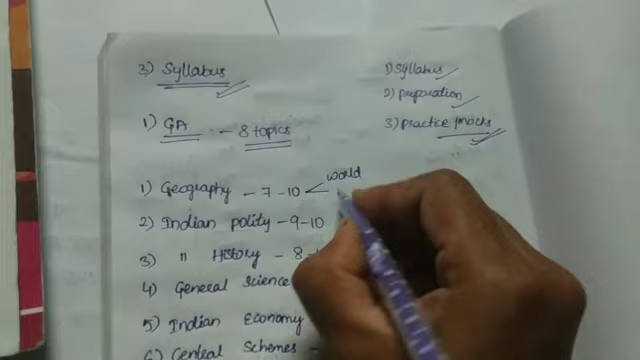 3) Syllabus
1) GA - 8 topics
1) Geography - 7-10 < world
2) Indian polity - 9-10
3) " History - 8-
4) General Science
5) Indian Economy
6) Central Schemes -
1) Syllabus
2) Preparation
3) Practice Mocks